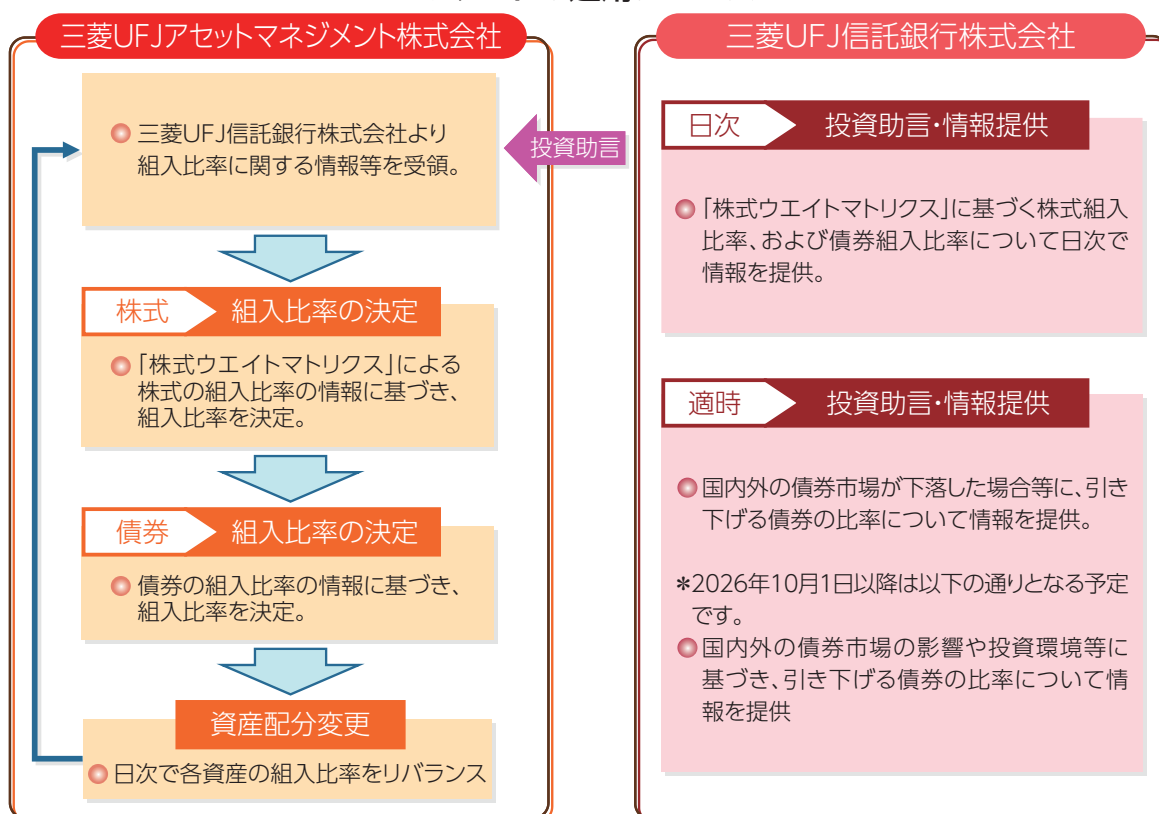 三菱UFJアセットマネジメント株式会社
●三菱UFJ信託銀行株式会社より
組入比率に関する情報等を受領。
株式 組入比率の決定
●「株式ウエイトマトリクス」による
株式の組入比率の情報に基づき、
組入比率を決定。
債券 組入比率の決定
●債券の組入比率の情報に基づき、
組入比率を決定。
資産配分変更
●日次で各資産の組入比率をリバランス
投資助言
三菱UFJ信託銀行株式会社
日次 投資助言・情報提供
●「株式ウエイトマトリクス」に基づく株式組入
比率、および債券組入比率について日次で
情報を提供。
適時 投資助言・情報提供
●国内外の債券市場が下落した場合等に、引き
下げる債券の比率について情報を提供。
＊2026年10月1日以降は以下の通りとなる予定
です。
●国内外の債券市場の影響や投資環境等に
基づき、引き下げる債券の比率について情
報を提供